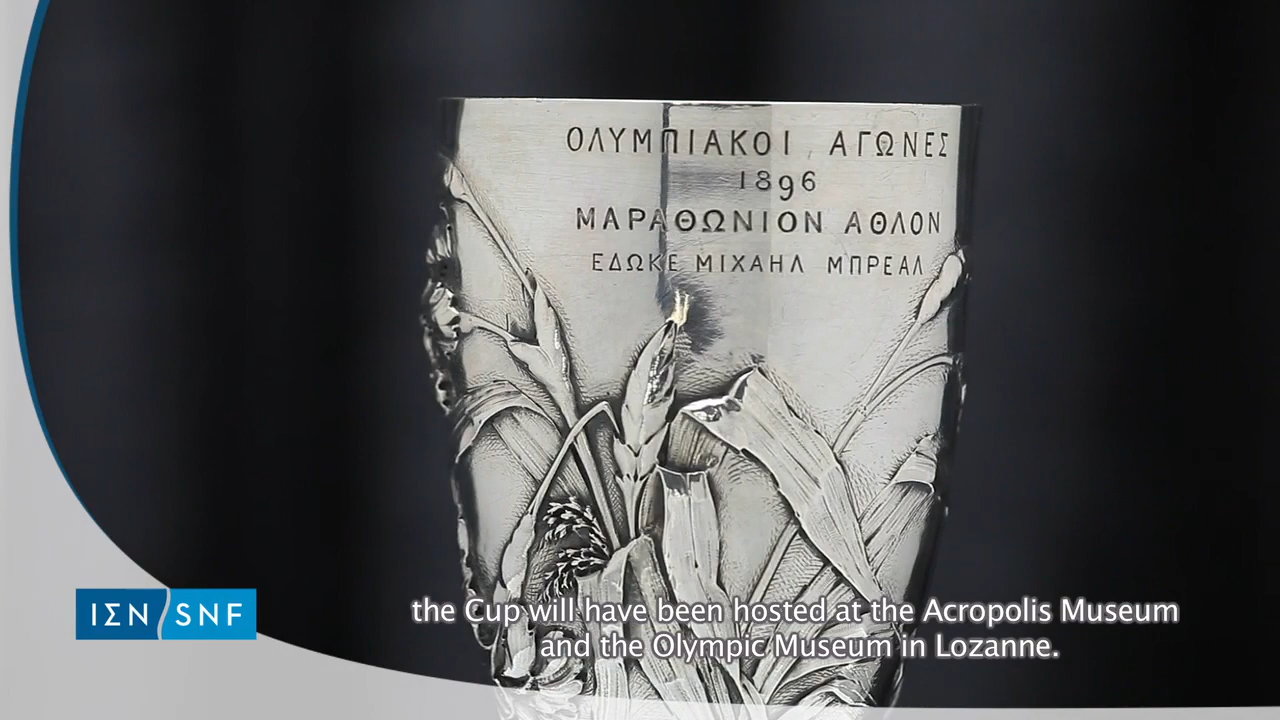 ΟΛΥΜΠΙΑΚΟΙ ΑΓΩΝΕΣ
1896
ΜΑΡΑΘΩΝΙΟΝ ΑΘΛΟΝ
ΕΔΩΚΕ ΜΙΧΑΗΛ ΜΠΡΕΑΛ
ΙΣΝ SNF
the Cup will have been hosted at the Acropolis Museum
and the Olympic Museum in Lozanne.